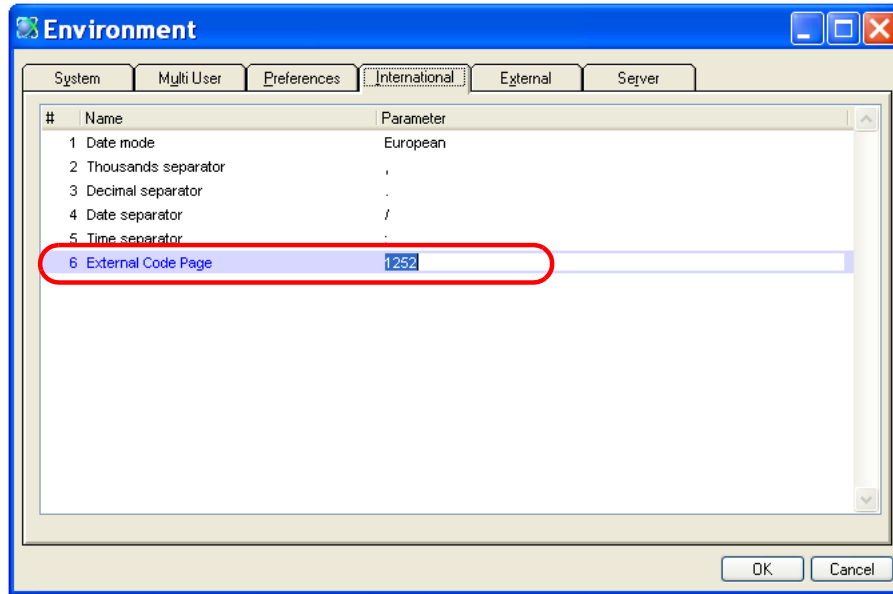 Environment
System Multi User Preferences International External Server
# Name Parameter
1 Date mode European
2 Thousands separator ,
3 Decimal separator .
4 Date separator /
5 Time separator :
6 External Code Page 1252
OK Cancel